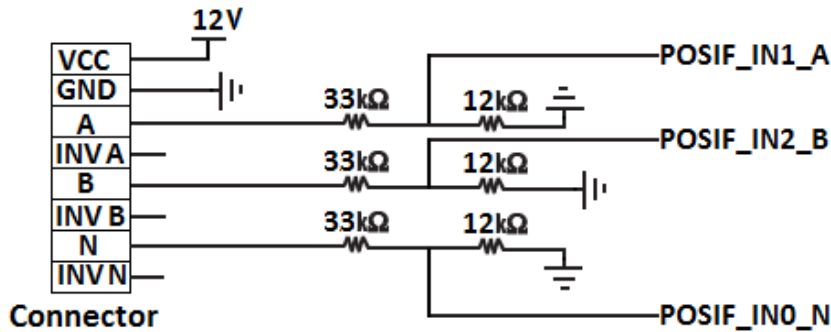 12V
VCC
POSIF_IN1_A
GND
33kΩ
12kΩ
A
POSIF_IN2_B
INV A
33kΩ
12kΩ
B
INV B
33kΩ
12kΩ
N
INV N
Connector
POSIF_IN0_N